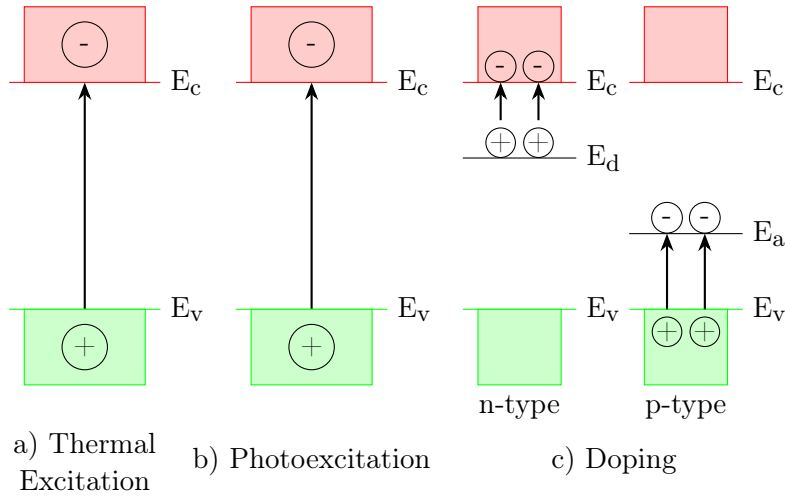 - - - - -
E_c E_c E_c E_c
+ +
E_d
- -
E_a
E_v E_v E_v E_v
+ + + +
n-type p-type
a) Thermal
Excitation
b) Photoexcitation
c) Doping